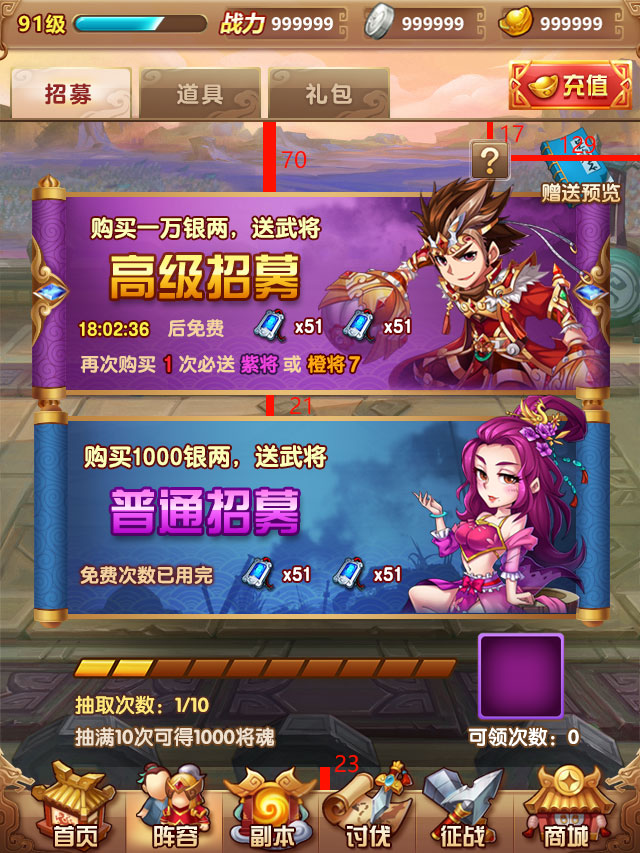 91级 战力 999999 999999 999999
招募 道具 礼包 充值
17
129
70
?
赠送预览
购买一万银两，送武将
高级招募
18:02:36 后免费 x51 x51
再次购买 1 次必送 紫将 或 橙将7
21
购买1000银两，送武将
普通招募
免费次数已用完 x51 x51
抽取次数：1/10
抽满10次可得1000将魂
可领次数：0
23
首页 阵容 副本 讨伐 征战 商城